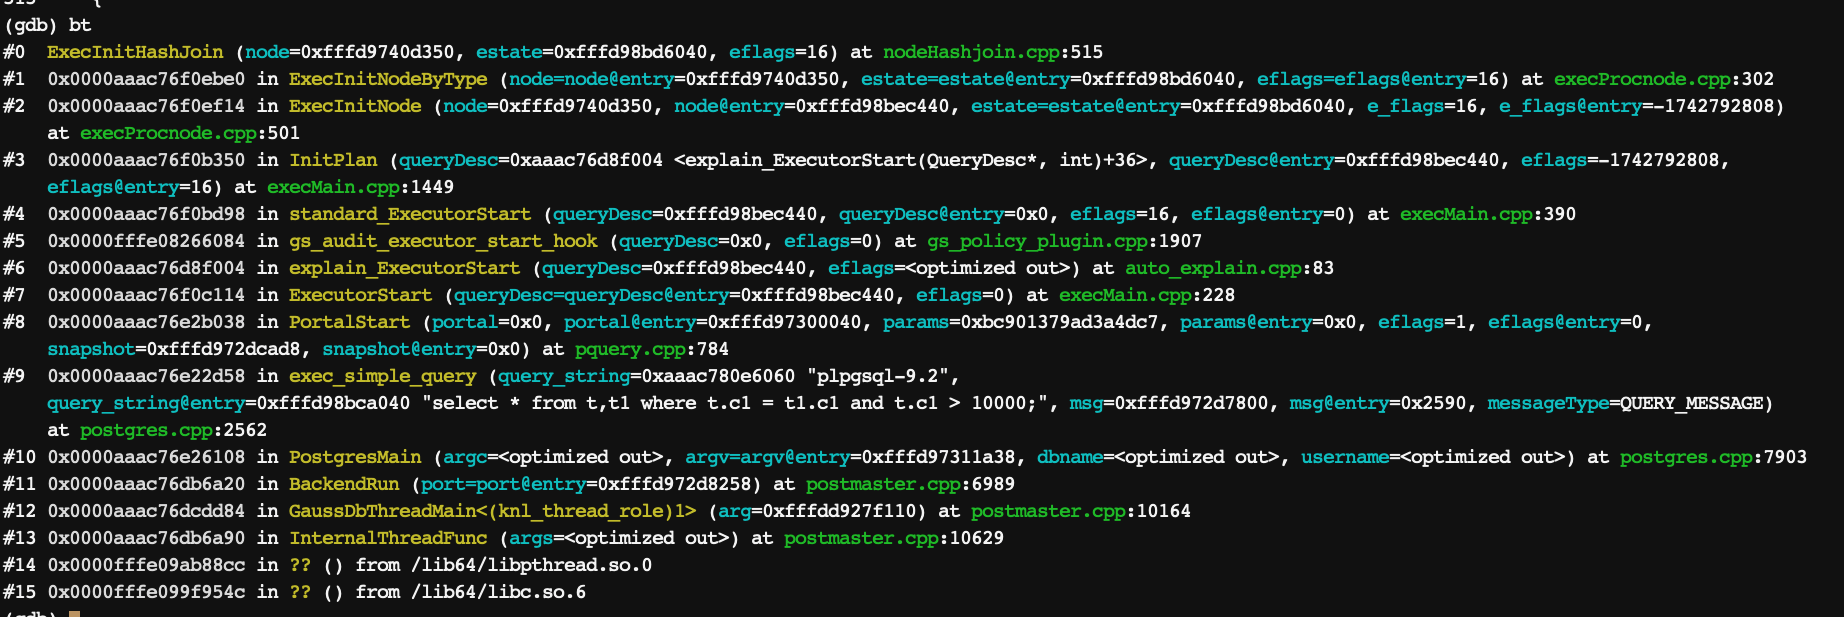 (gdb) bt
#0  ExecInitHashJoin (node=0xfffd9740d350, estate=0xfffd98bd6040, eflags=16) at nodeHashjoin.cpp:515
#1  0x0000aaac76f0ebe0 in ExecInitNodeByType (node=node@entry=0xfffd9740d350, estate=estate@entry=0xfffd98bd6040, eflags=eflags@entry=16) at execProcnode.cpp:302
#2  0x0000aaac76f0ef14 in ExecInitNode (node=0xfffd9740d350, node@entry=0xfffd98bec440, estate=estate@entry=0xfffd98bd6040, e_flags=16, e_flags@entry=-1742792808)
    at execProcnode.cpp:501
#3  0x0000aaac76f0b350 in InitPlan (queryDesc=0xaaac76d8f004 <explain_ExecutorStart(QueryDesc*, int)+36>, queryDesc@entry=0xfffd98bec440, eflags=-1742792808,
    eflags@entry=16) at execMain.cpp:1449
#4  0x0000aaac76f0bd98 in standard_ExecutorStart (queryDesc=0xfffd98bec440, queryDesc@entry=0x0, eflags=16, eflags@entry=0) at execMain.cpp:390
#5  0x0000fffe08266084 in gs_audit_executor_start_hook (queryDesc=0x0, eflags=0) at gs_policy_plugin.cpp:1907
#6  0x0000aaac76d8f004 in explain_ExecutorStart (queryDesc=0xfffd98bec440, eflags=<optimized out>) at auto_explain.cpp:83
#7  0x0000aaac76f0c114 in ExecutorStart (queryDesc=queryDesc@entry=0xfffd98bec440, eflags=0) at execMain.cpp:228
#8  0x0000aaac76e2b038 in PortalStart (portal=0x0, portal@entry=0xfffd97300040, params=0xbc901379ad3a4dc7, params@entry=0x0, eflags=1, eflags@entry=0,
    snapshot=0xfffd972dcad8, snapshot@entry=0x0) at pquery.cpp:784
#9  0x0000aaac76e22d58 in exec_simple_query (query_string=0xaaac780e6060 "plpgsql-9.2",
    query_string@entry=0xfffd98bca040 "select * from t,t1 where t.c1 = t1.c1 and t.c1 > 10000;", msg=0xfffd972d7800, msg@entry=0x2590, messageType=QUERY_MESSAGE)
    at postgres.cpp:2562
#10 0x0000aaac76e26108 in PostgresMain (argc=<optimized out>, argv=argv@entry=0xfffd97311a38, dbname=<optimized out>, username=<optimized out>) at postgres.cpp:7903
#11 0x0000aaac76db6a20 in BackendRun (port=port@entry=0xfffd972d8258) at postmaster.cpp:6989
#12 0x0000aaac76dcdd84 in GaussDbThreadMain<(knl_thread_role)1> (arg=0xfffdd927f110) at postmaster.cpp:10164
#13 0x0000aaac76db6a90 in InternalThreadFunc (args=<optimized out>) at postmaster.cpp:10629
#14 0x0000fffe09ab88cc in ?? () from /lib64/libpthread.so.0
#15 0x0000fffe099f954c in ?? () from /lib64/libc.so.6